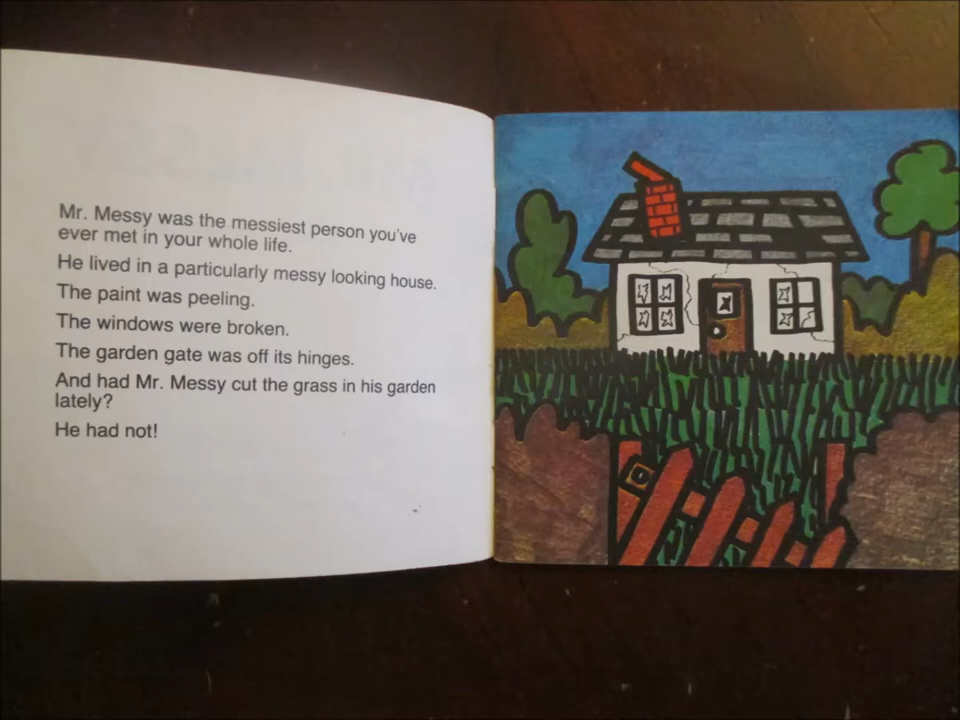 Mr. Messy was the messiest person you've
ever met in your whole life.
He lived in a particularly messy looking house.
The paint was peeling.
The windows were broken.
The garden gate was off its hinges.
And had Mr. Messy cut the grass in his garden
lately?
He had not!